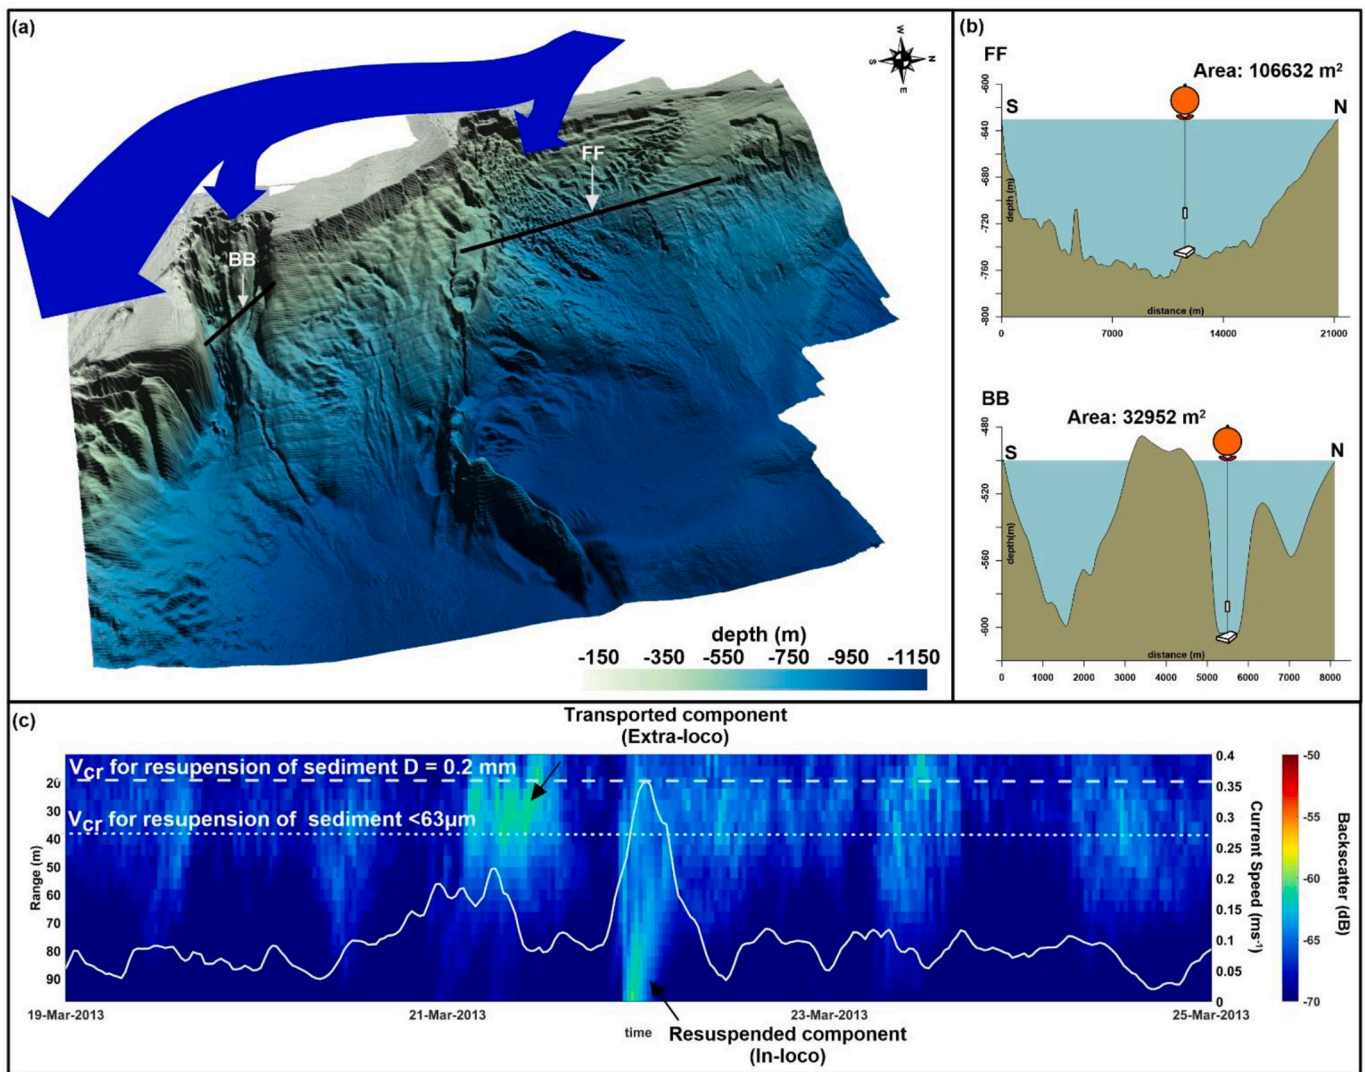 (a)
W
N
S
E
FF
BB
depth (m)
-150 -350 -550 -750 -950 -1150
(b)
FF
Area: 106632 m²
S
N
-600
-640
-680
-720
-760
-800
depth (m)
distance (m)
0 7000 14000 21000
BB
Area: 32952 m²
S
N
-480
-520
-560
-600
depth(m)
distance (m)
0 1000 2000 3000 4000 5000 6000 7000 8000
(c)
Transported component
(Extra-loco)
Vcr for resupension of sediment D = 0.2 mm
Vcr for resupension of sediment <63µm
Range (m)
20
30
40
50
60
70
80
90
0.4
0.35
0.3
0.25
0.2
0.15
0.1
0.05
0
Current Speed (ms⁻¹)
Backscatter (dB)
-50
-55
-60
-65
-70
19-Mar-2013 21-Mar-2013 23-Mar-2013 25-Mar-2013
time
Resuspended component
(In-loco)